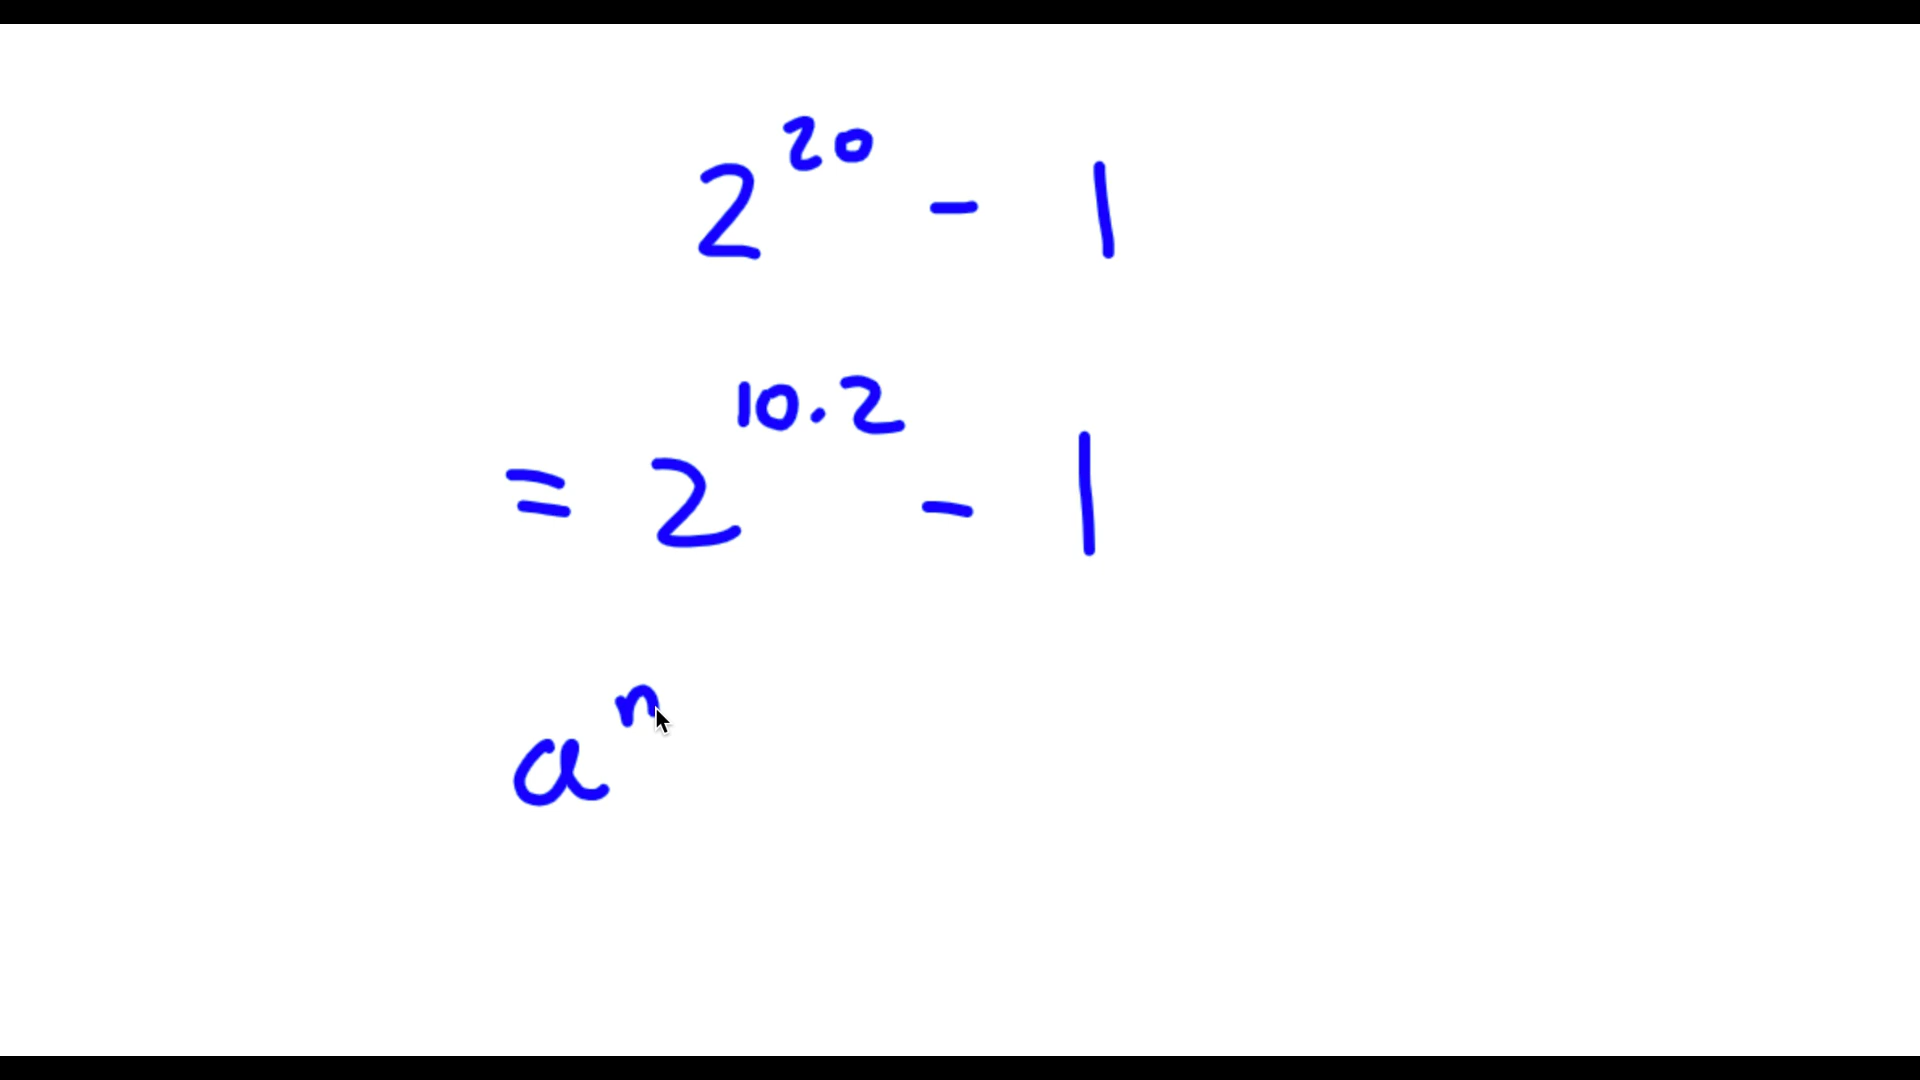 2^20 - 1
= 2^10.2 - 1
a^n